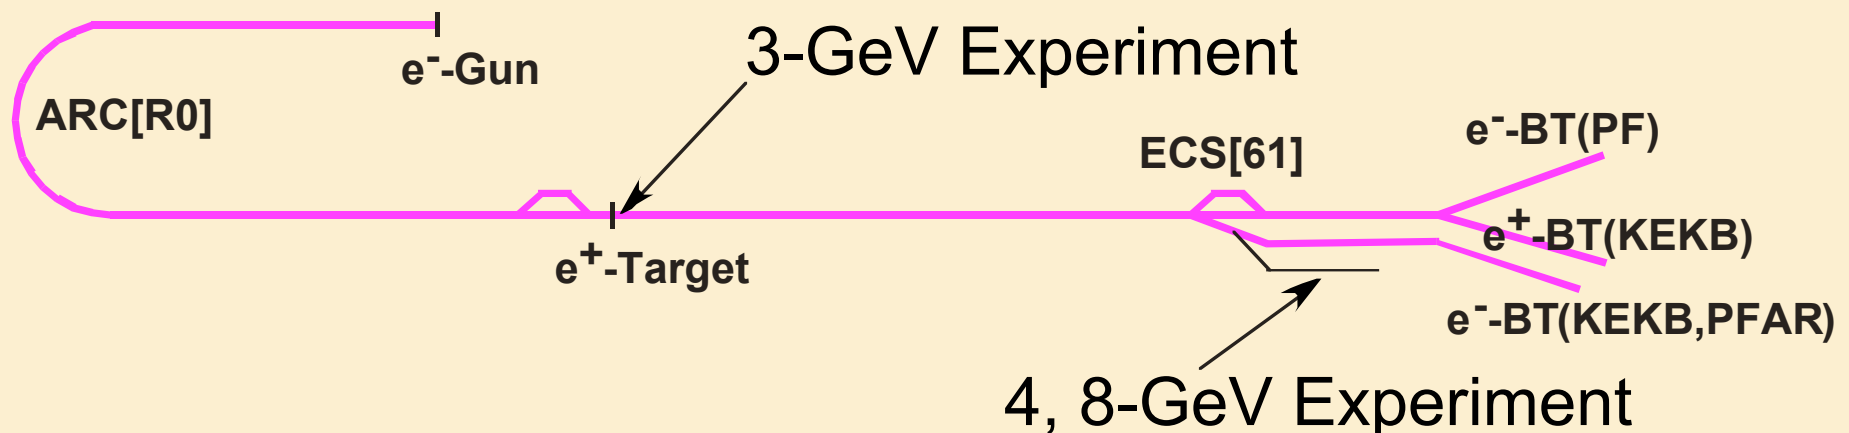 3-GeV Experiment
e⁻-Gun
ARC[R0]
e⁻-BT(PF)
ECS[61]
e⁺-BT(KEKB)
e⁺-Target
e⁻-BT(KEKB,PFAR)
4, 8-GeV Experiment